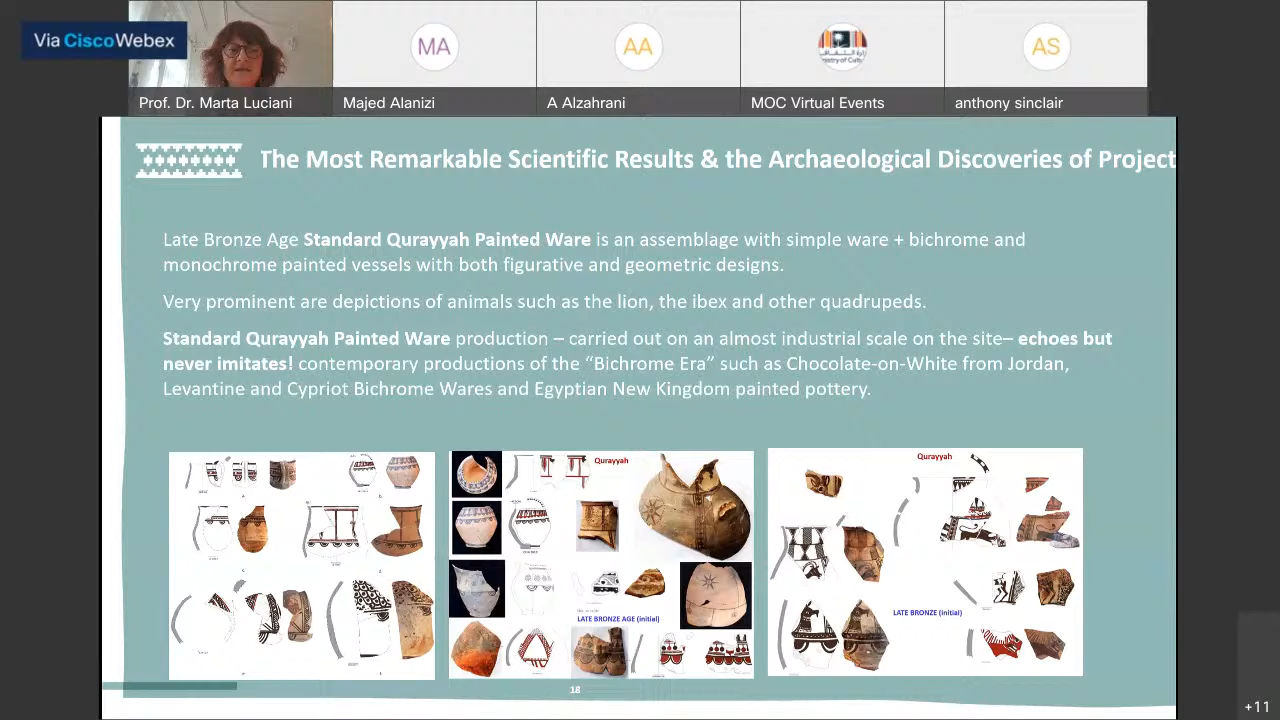 Via Cisco Webex
MA
AA
AS
Prof. Dr. Marta Luciani
Majed Alanizi
A Alzahrani
MOC Virtual Events
anthony sinclair
The Most Remarkable Scientific Results & the Archaeological Discoveries of Project
Late Bronze Age Standard Qurayyah Painted Ware is an assemblage with simple ware + bichrome and
monochrome painted vessels with both figurative and geometric designs.
Very prominent are depictions of animals such as the lion, the ibex and other quadrupeds.
Standard Qurayyah Painted Ware production – carried out on an almost industrial scale on the site– echoes but
never imitates! contemporary productions of the “Bichrome Era” such as Chocolate-on-White from Jordan,
Levantine and Cypriot Bichrome Wares and Egyptian New Kingdom painted pottery.
Qurayyah
LATE BRONZE AGE (initiel)
Qurayyah
LATE BRONZE (initial)
18
+11